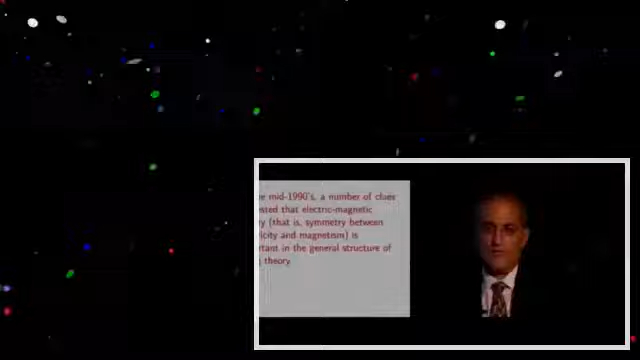 e mid-1990's, a number of clues
ested that electric-magnetic
y (that is, symmetry between
icity and magnetism) is
rtant in the general structure of
g theory